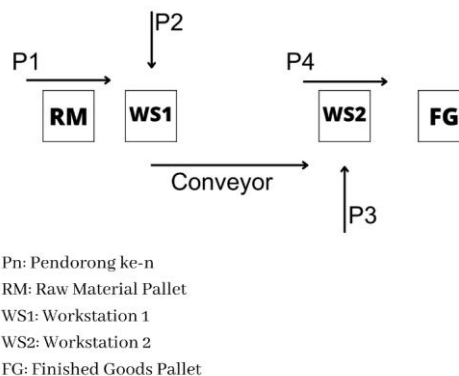 P2
P1
P4
RM
WS1
WS2
FG
Conveyor
P3
Pn: Pendorong ke-n
RM: Raw Material Pallet
WS1: Workstation 1
WS2: Workstation 2
FG: Finished Goods Pallet